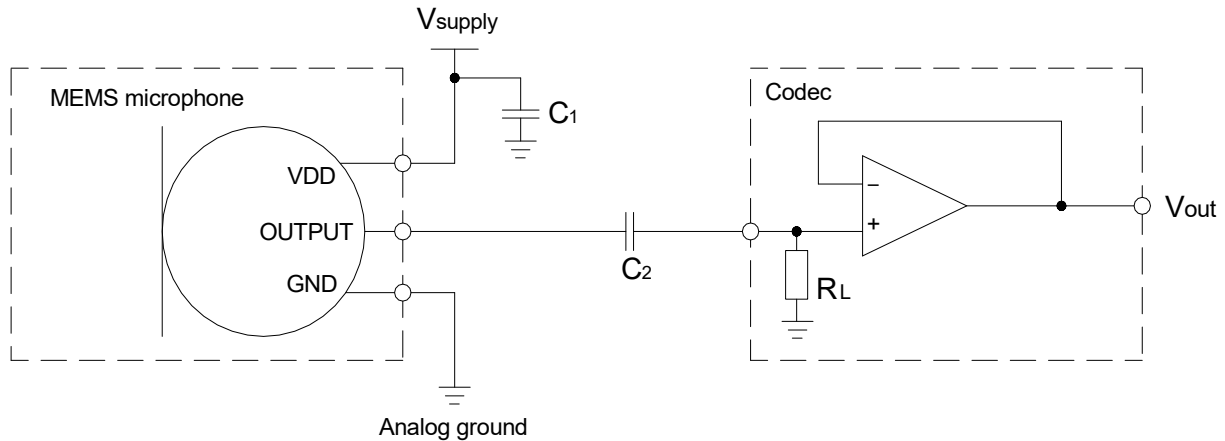 Vsupply
MEMS microphone
C1
Codec
VDD
OUTPUT
GND
C2
−
+
RL
Vout
Analog ground